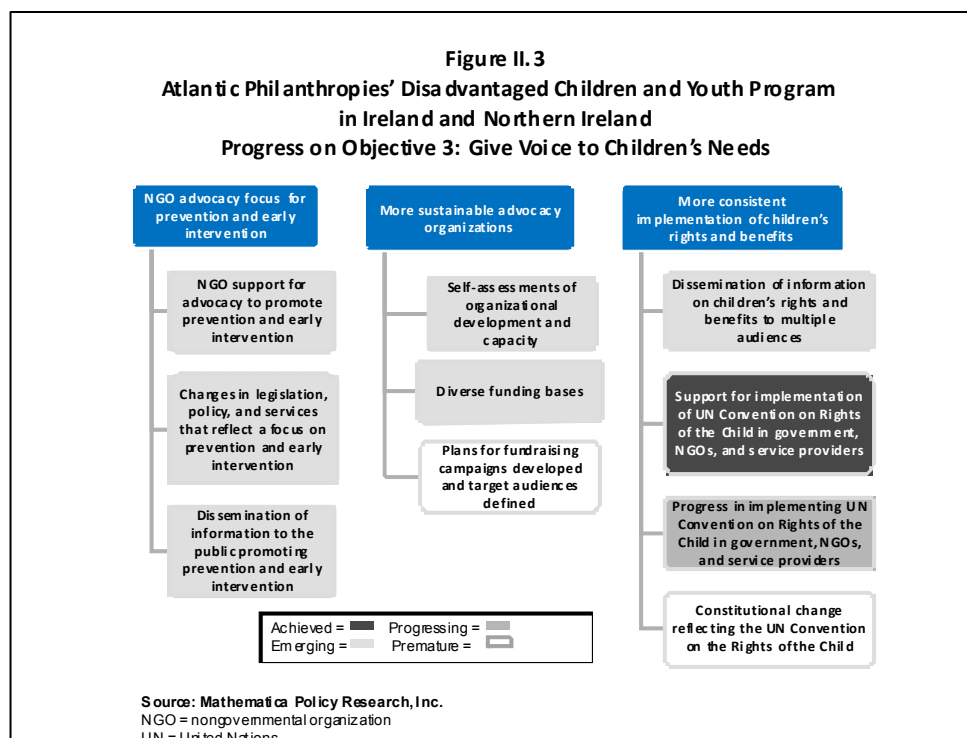 Figure II.3
Atlantic Philanthropies’ Disadvantaged Children and Youth Program
in Ireland and Northern Ireland
Progress on Objective 3: Give Voice to Children’s Needs
NGO advocacy focus for
prevention and early
intervention
NGO support for
advocacy to promote
prevention and early
intervention
Changes in legislation,
policy, and services
that reflect a focus on
prevention and early
intervention
Dissemination of
information to the
public promoting
prevention and early
intervention
More sustainable advocacy
organizations
Self-assessments of
organizational
development and
capacity
Diverse funding bases
Plans for fundraising
campaigns developed
and target audiences
defined
More consistent
implementation of children’s
rights and benefits
Dissemination of information
on children’s rights and
benefits to multiple
audiences
Support for implementation
of UN Convention on Rights
of the Child in government,
NGOs, and service providers
Progress in implementing UN
Convention on Rights of the
Child in government, NGOs,
and service providers
Constitutional change
reflecting the UN Convention
on the Rights of the Child
Achieved = Progressing =
Emerging = Premature =
Source: Mathematica Policy Research, Inc.
NGO = nongovernmental organization
UN = United Nations